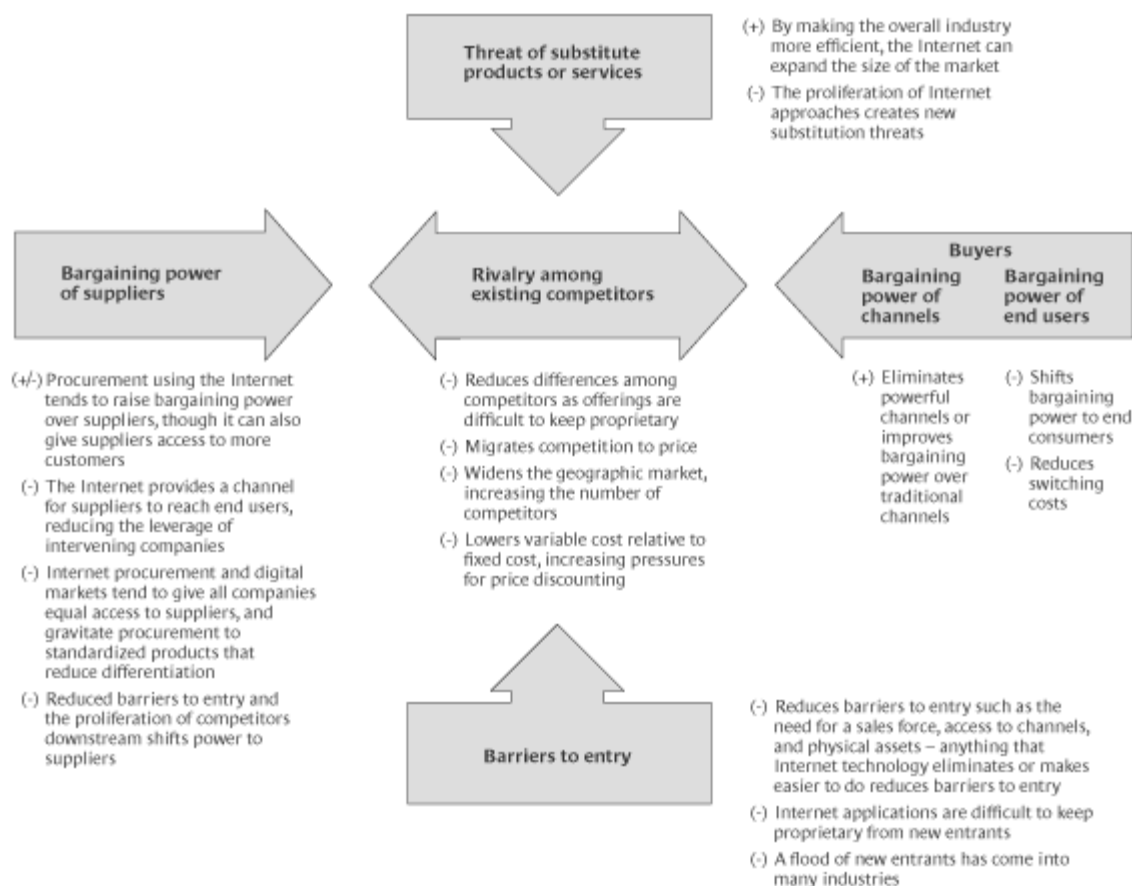 Threat of substitute
products or services
(+) By making the overall industry
more efficient, the Internet can
expand the size of the market
(-) The proliferation of Internet
approaches creates new
substitution threats
Bargaining power
of suppliers
(+/-) Procurement using the Internet
tends to raise bargaining power
over suppliers, though it can also
give suppliers access to more
customers
(-) The Internet provides a channel
for suppliers to reach end users,
reducing the leverage of
intervening companies
(-) Internet procurement and digital
markets tend to give all companies
equal access to suppliers, and
gravitate procurement to
standardized products that
reduce differentiation
(-) Reduced barriers to entry and
the proliferation of competitors
downstream shifts power to
suppliers
Rivalry among
existing competitors
(-) Reduces differences among
competitors as offerings are
difficult to keep proprietary
(-) Migrates competition to price
(-) Widens the geographic market,
increasing the number of
competitors
(-) Lowers variable cost relative to
fixed cost, increasing pressures
for price discounting
Buyers
Bargaining
power of
channels
Bargaining
power of
end users
(+) Eliminates
powerful
channels or
improves
bargaining
power over
traditional
channels
(-) Shifts
bargaining
power to end
consumers
(-) Reduces
switching
costs
Barriers to entry
(-) Reduces barriers to entry such as the
need for a sales force, access to channels,
and physical assets – anything that
Internet technology eliminates or makes
easier to do reduces barriers to entry
(-) Internet applications are difficult to keep
proprietary from new entrants
(-) A flood of new entrants has come into
many industries